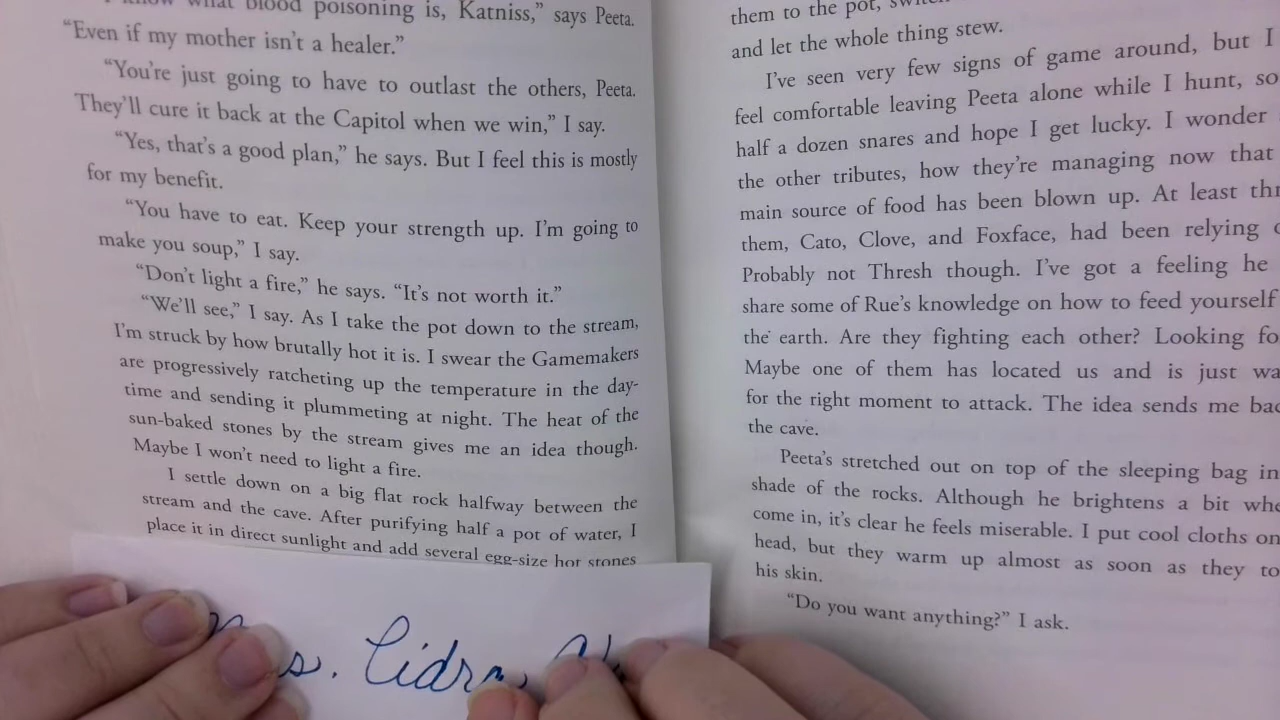 know what blood poisoning is, Katniss,” says Peeta.
“Even if my mother isn’t a healer.”
“You’re just going to have to outlast the others, Peeta.
They’ll cure it back at the Capitol when we win,” I say.
“Yes, that’s a good plan,” he says. But I feel this is mostly
for my benefit.
“You have to eat. Keep your strength up. I’m going to
make you soup,” I say.
“Don’t light a fire,” he says. “It’s not worth it.”
“We’ll see,” I say. As I take the pot down to the stream,
I’m struck by how brutally hot it is. I swear the Gamemakers
are progressively ratcheting up the temperature in the day-
time and sending it plummeting at night. The heat of the
sun-baked stones by the stream gives me an idea though.
Maybe I won’t need to light a fire.
I settle down on a big flat rock halfway between the
stream and the cave. After purifying half a pot of water, I
place it in direct sunlight and add several egg-size hot stones
s. Cidra
them to the pot,
and let the whole thing stew.
I’ve seen very few signs of game around, but I
feel comfortable leaving Peeta alone while I hunt, so
half a dozen snares and hope I get lucky. I wonder
the other tributes, how they’re managing now that
main source of food has been blown up. At least
them, Cato, Clove, and Foxface, had been relying
Probably not Thresh though. I’ve got a feeling he
share some of Rue’s knowledge on how to feed yourself
the earth. Are they fighting each other? Looking
Maybe one of them has located us and is just
for the right moment to attack. The idea sends me
the cave.
Peeta’s stretched out on top of the sleeping bag in
shade of the rocks. Although he brightens a bit
come in, it’s clear he feels miserable. I put cool cloths on
head, but they warm up almost as soon as they
his skin.
“Do you want anything?” I ask.